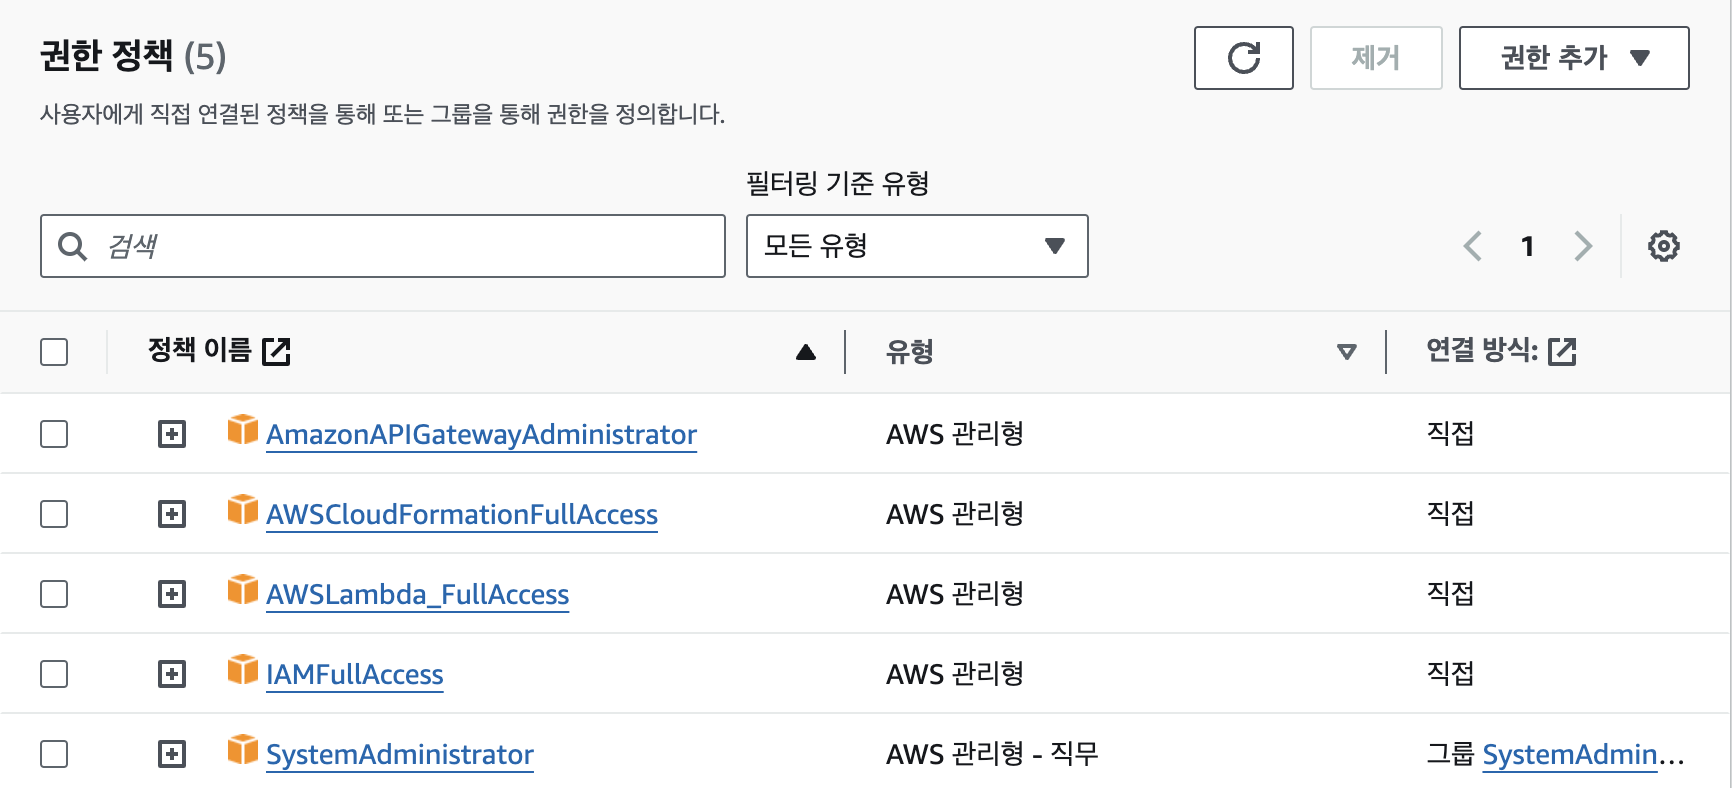 권한 정책 (5)
제거
권한 추가
사용자에게 직접 연결된 정책을 통해 또는 그룹을 통해 권한을 정의합니다.
필터링 기준 유형
검색
모든 유형
1
정책 이름 유형 연결 방식:
AmazonAPIGatewayAdministrator AWS 관리형 직접
AWSCloudFormationFullAccess AWS 관리형 직접
AWSLambda_FullAccess AWS 관리형 직접
IAMFullAccess AWS 관리형 직접
SystemAdministrator AWS 관리형 - 직무 그룹 SystemAdmin...